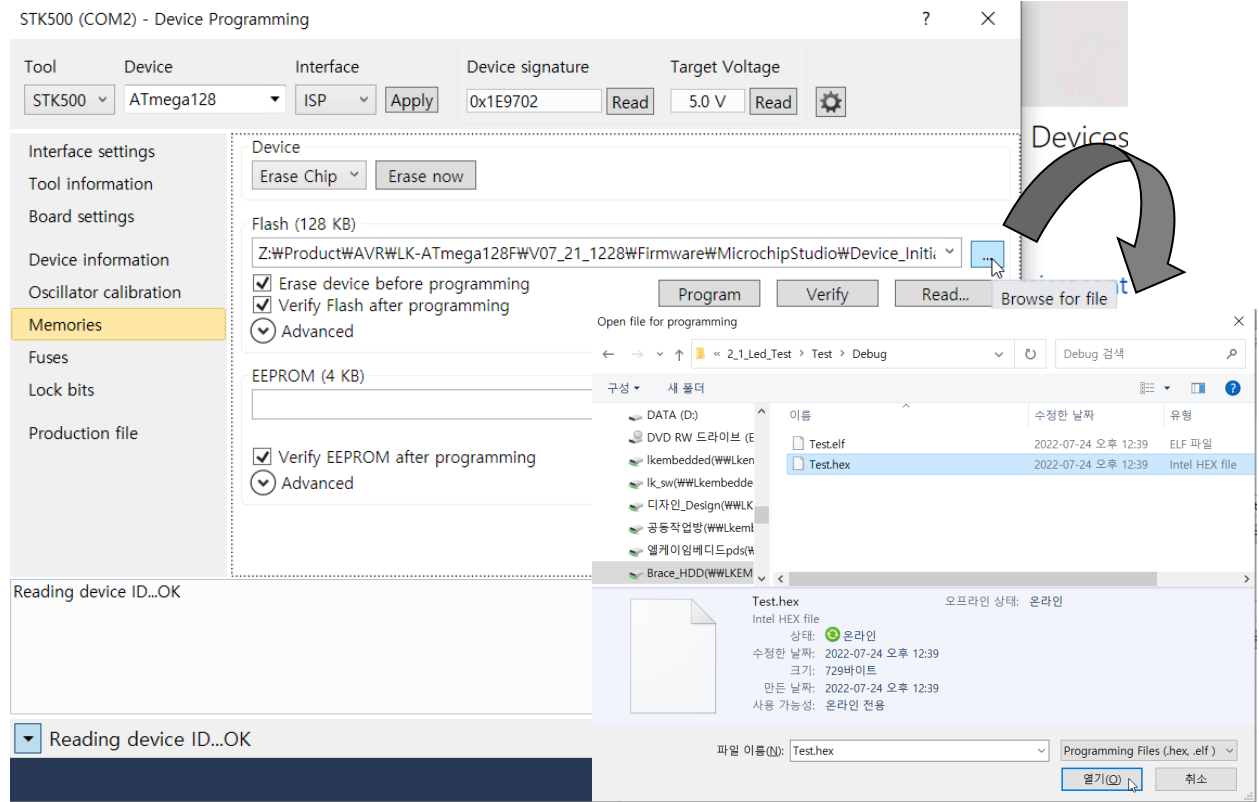 STK500 (COM2) - Device Programming
?
Tool Device Interface Device signature Target Voltage
STK500 ATmega128 ISP Apply 0x1E9702 Read 5.0 V Read
Interface settings
Tool information
Board settings
Device information
Oscillator calibration
Memories
Fuses
Lock bits
Production file
Device
Erase Chip Erase now
Flash (128 KB)
Z:₩Product₩AVR₩LK-ATmega128F₩V07_21_1228₩Firmware₩MicrochipStudio₩Device_Initia ...
Erase device before programming
Verify Flash after programming
Program Verify Read...
Advanced
EEPROM (4 KB)
Verify EEPROM after programming
Advanced
Reading device ID...OK
Reading device ID...OK
Devices
Browse for file
Open file for programming
« 2_1_Led_Test > Test > Debug
Debug 검색
구성 새 폴더
DATA (D:)
DVD RW 드라이브 (E
lkembedded(₩₩Lken
lk_sw(₩₩Lkembedde
디자인_Design(₩₩LK
공동작업방(₩₩Lkemb
엘케이임베디드pds(₩
Brace_HDD(₩₩LKEM
이름 수정한 날짜 유형
Test.elf 2022-07-24 오후 12:39 ELF 파일
Test.hex 2022-07-24 오후 12:39 Intel HEX file
Test.hex 오프라인 상태: 온라인
Intel HEX file
상태: 온라인
수정한 날짜: 2022-07-24 오후 12:39
크기: 729바이트
만든 날짜: 2022-07-24 오후 12:39
사용 가능성: 온라인 전용
파일 이름(N): Test.hex Programming Files (.hex, .elf )
열기(O) 취소